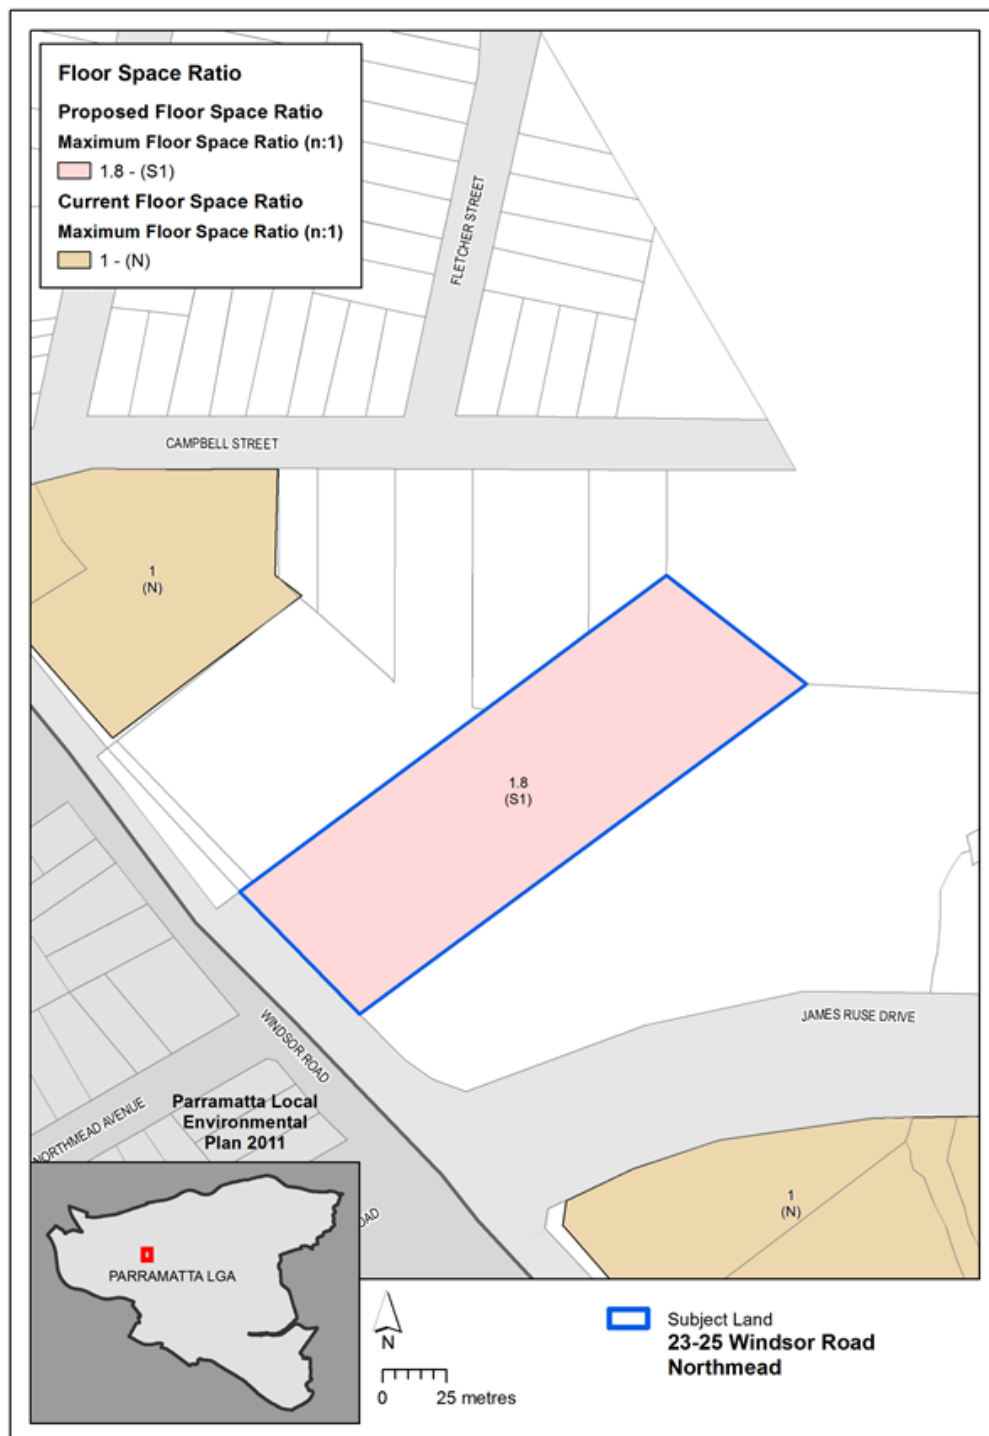 Floor Space Ratio
Proposed Floor Space Ratio
Maximum Floor Space Ratio (n:1)
1.8 - (S1)
Current Floor Space Ratio
Maximum Floor Space Ratio (n:1)
1 - (N)
FLETCHER STREET
CAMPBELL STREET
1
(N)
1.8
(S1)
JAMES RUSE DRIVE
WINDSOR ROAD
NORTHMEAD AVENUE
Parramatta Local
Environmental
Plan 2011
1
(N)
PARRAMATTA LGA
N
0 25 metres
Subject Land
23-25 Windsor Road
Northmead